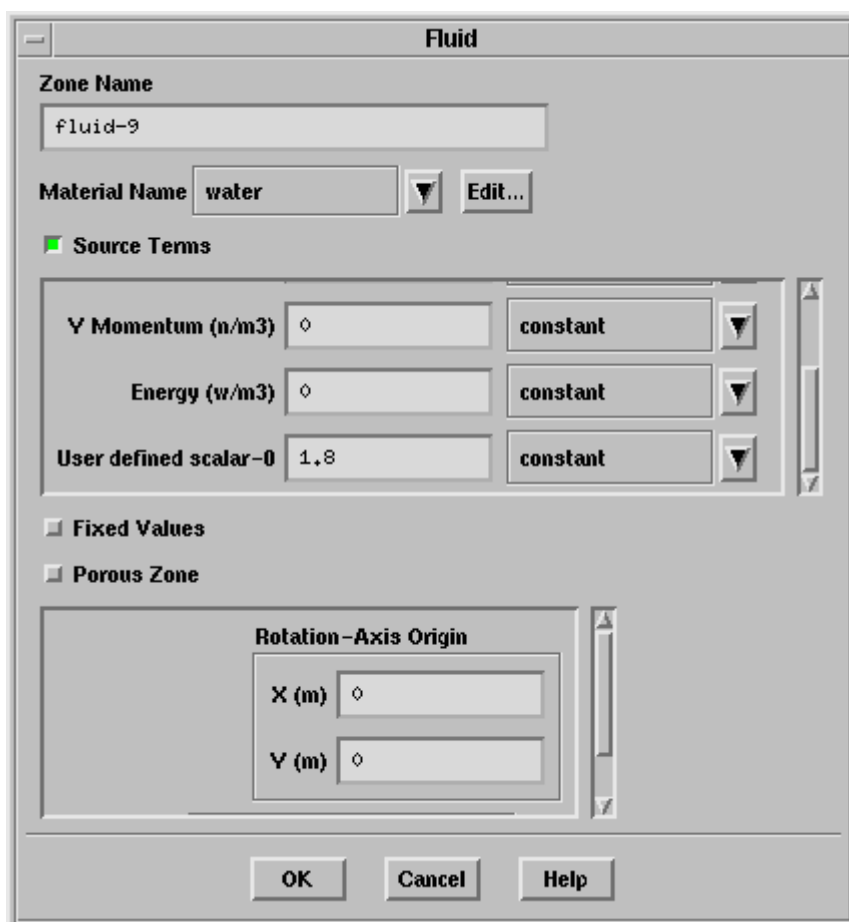 Fluid
Zone Name
fluid-9
Material Name water Edit...
Source Terms
Y Momentum (n/m3) 0 constant
Energy (w/m3) 0 constant
User defined scalar-0 1.8 constant
Fixed Values
Porous Zone
Rotation-Axis Origin
X (m) 0
Y (m) 0
OK Cancel Help